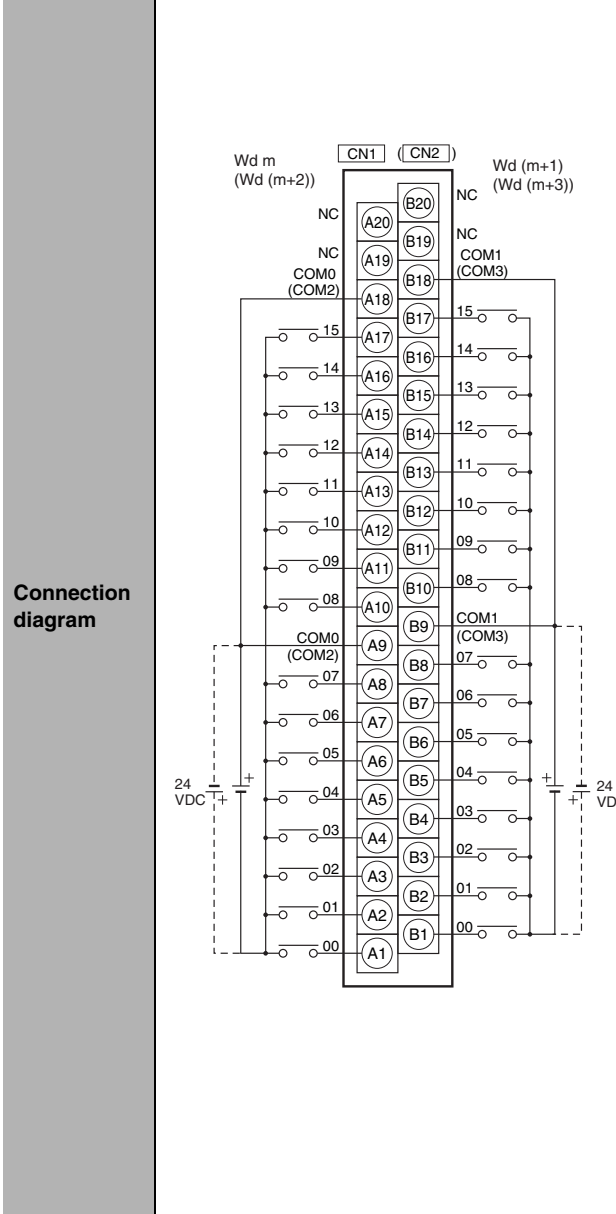 Connection
diagram
CN1 (CN2)
Wd m
(Wd (m+2))
Wd (m+1)
(Wd (m+3))
NC A20 B20 NC
NC A19 B19 NC
COM0
(COM2) A18 B18 COM1
(COM3)
15 A17 B17 15
14 A16 B16 14
13 A15 B15 13
12 A14 B14 12
11 A13 B13 11
10 A12 B12 10
09 A11 B11 09
08 A10 B10 08
COM0
(COM2) A9 B9 COM1
(COM3)
07 A8 B8 07
06 A7 B7 06
05 A6 B6 05
04 A5 B5 04
03 A4 B4 03
02 A3 B3 02
01 A2 B2 01
00 A1 B1 00
24
VDC + +
+ + 24
VD